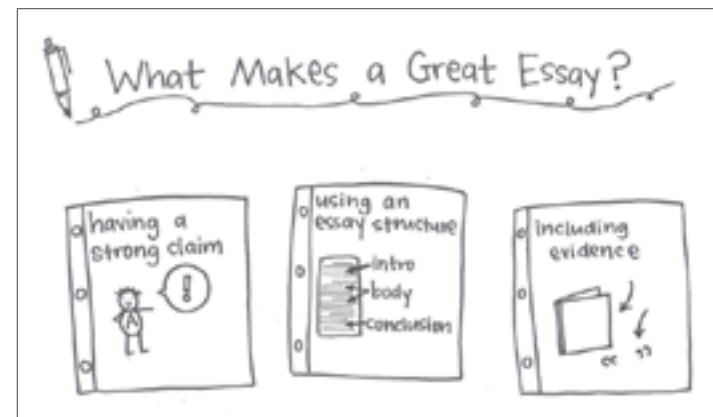 What Makes a Great Essay?
having a
strong claim
!
A
using an
essay structure
intro
body
conclusion
Including
evidence
“ ”